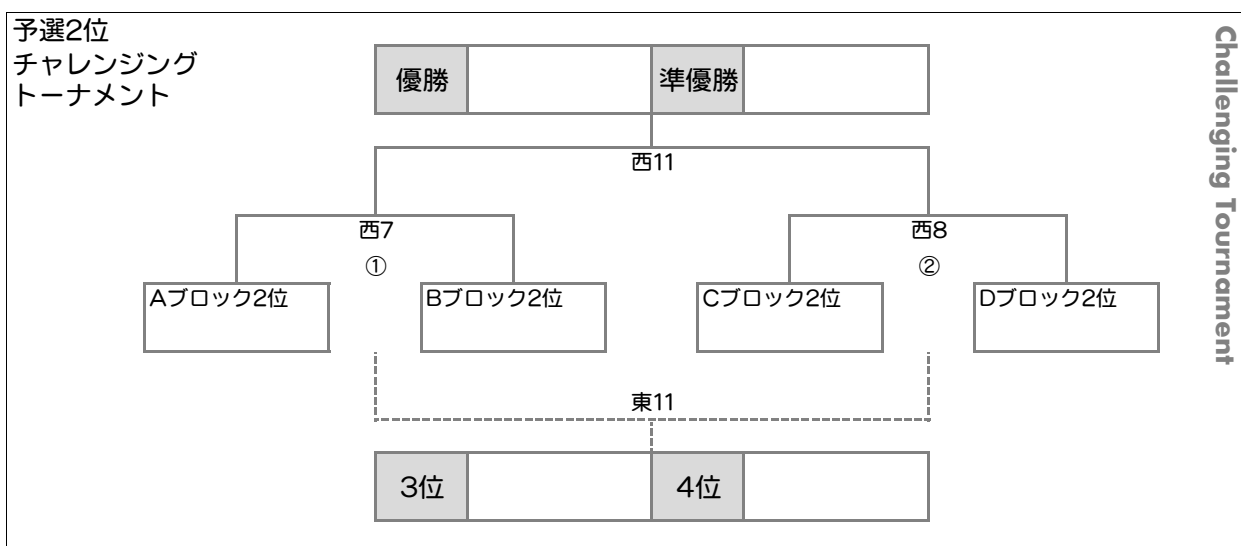 予選2位
チャレンジング
トーナメント
優勝
準優勝
西11
西7
西8
①
②
Aブロック2位
Bブロック2位
Cブロック2位
Dブロック2位
東11
3位
4位
Challenging Tournament